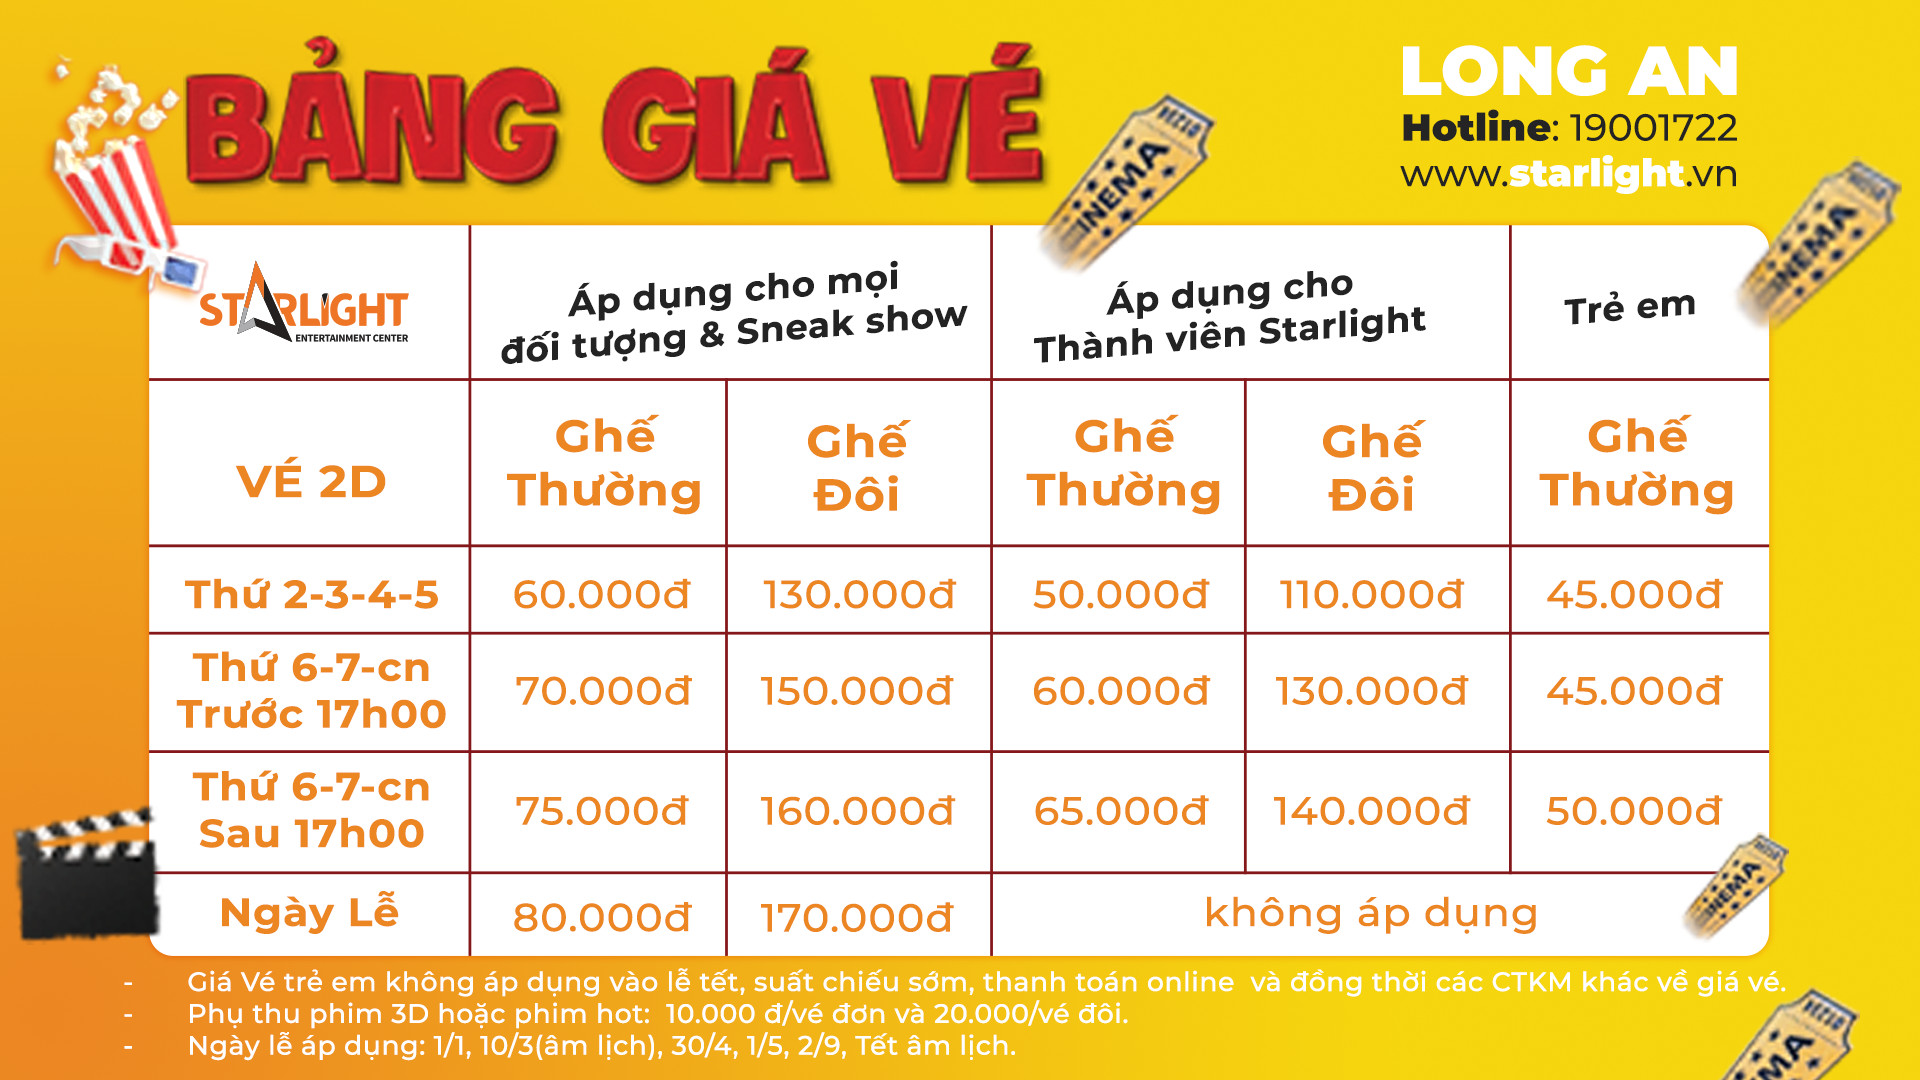 BẢNG GIÁ VÉ
LONG AN
Hotline: 19001722
www.starlight.vn
CINEMA
STARLIGHT
ENTERTAINMENT CENTER
Áp dụng cho mọi
đối tượng & Sneak show
Áp dụng cho
Thành viên Starlight
Trẻ em
VÉ 2D
Ghế
Thường
Ghế
Đôi
Ghế
Thường
Ghế
Đôi
Ghế
Thường
Thứ 2-3-4-5 60.000đ 130.000đ 50.000đ 110.000đ 45.000đ
Thứ 6-7-cn
Trước 17h00 70.000đ 150.000đ 60.000đ 130.000đ 45.000đ
Thứ 6-7-cn
Sau 17h00 75.000đ 160.000đ 65.000đ 140.000đ 50.000đ
Ngày Lễ 80.000đ 170.000đ không áp dụng
- Giá Vé trẻ em không áp dụng vào lễ tết, suất chiếu sớm, thanh toán online và đồng thời các CTKM khác về giá vé.
- Phụ thu phim 3D hoặc phim hot: 10.000 đ/vé đơn và 20.000/vé đôi.
- Ngày lễ áp dụng: 1/1, 10/3(âm lịch), 30/4, 1/5, 2/9, Tết âm lịch.